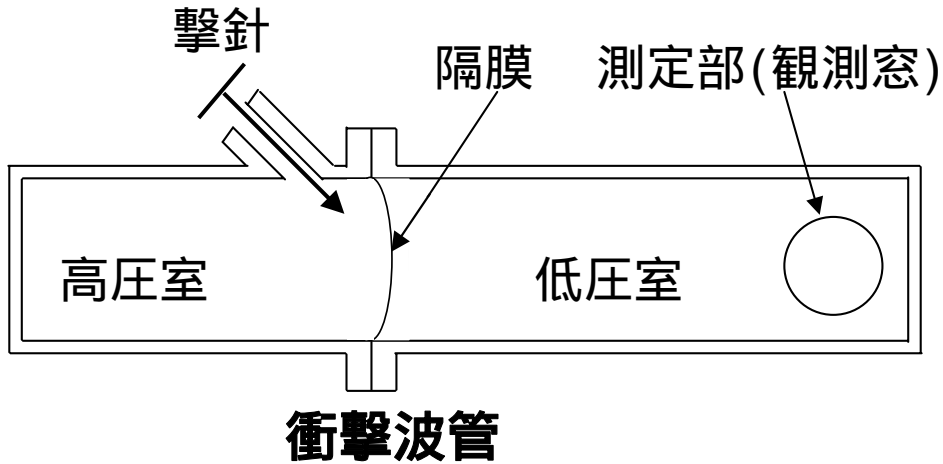 撃針
隔膜
測定部(観測窓)
高圧室
低圧室
衝撃波管